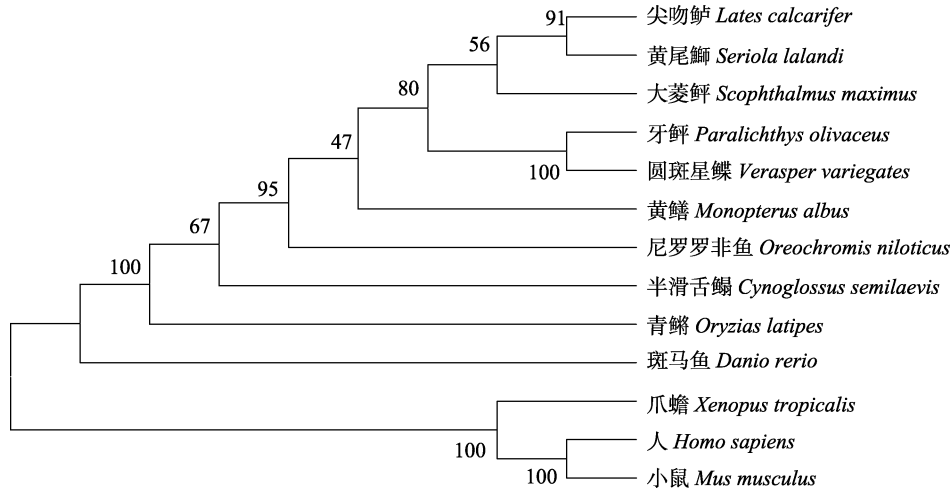 91
尖吻鲈 Lates calcarifer
56
黄尾鰤 Seriola lalandi
80
大菱鲆 Scophthalmus maximus
47
牙鲆 Paralichthys olivaceus
100
圆斑星鲽 Verasper variegates
95
黄鳝 Monopterus albus
67
尼罗罗非鱼 Oreochromis niloticus
100
半滑舌鳎 Cynoglossus semilaevis
青鳉 Oryzias latipes
斑马鱼 Danio rerio
爪蟾 Xenopus tropicalis
100
人 Homo sapiens
100
小鼠 Mus musculus